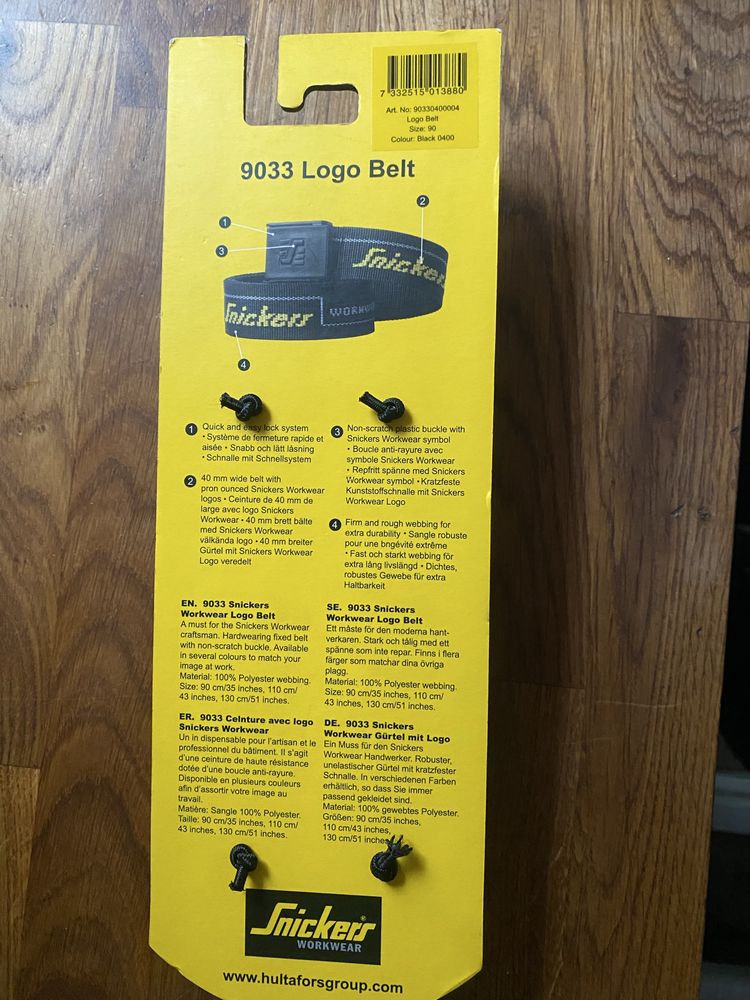 7 332515 013880
Art. No: 90330400004
Logo Belt
Size: 90
Colour: Black 0400
9033 Logo Belt
1
2
3
Snickers
Snickers
WORKW
4
1 Quick and easy lock system
• Système de fermeture rapide et
aisée • Snabb och lätt låsning
• Schnalle mit Schnellsystem
2 40 mm wide belt with
pron ounced Snickers Workwear
logos • Ceinture de 40 mm de
large avec logo Snickers
Workwear • 40 mm brett bälte
med Snickers Workwear
välkända logo • 40 mm breiter
Gürtel mit Snickers Workwear
Logo veredelt
3 Non-scratch plastic buckle with
Snickers Workwear symbol
• Boucle anti-rayure avec
symbole Snickers Workwear
• Repfritt spänne med Snickers
Workwear symbol • Kratzfeste
Kunststoffschnalle mit Snickers
Workwear Logo
4 Firm and rough webbing for
extra durability • Sangle robuste
pour une bngévité extrême
• Fast och starkt webbing för
extra lång livslängd • Dichtes,
robustes Gewebe für extra
Haltbarkeit
EN. 9033 Snickers
Workwear Logo Belt
A must for the Snickers Workwear
craftsman. Hardwearing fixed belt
with non-scratch buckle. Available
in several colours to match your
image at work.
Material: 100% Polyester webbing.
Size: 90 cm/35 inches, 110 cm/
43 inches, 130 cm/51 inches.
SE. 9033 Snickers
Workwear Logo Belt
Ett måste för den moderna hant-
verkaren. Stark och tålig med ett
spänne som inte repar. Finns i flera
färger som matchar dina övriga
plagg.
Material: 100% Polyester webbing.
Size: 90 cm/35 inches, 110 cm/
43 inches, 130 cm/51 inches.
ER. 9033 Celnture avec logo
Snickers Workwear
Un in dispensable pour l'artisan et le
professionnel du bâtiment. Il s'agit
d'une ceinture de haute résistance
dotée d'une boucle anti-rayure.
Disponible en plusieurs couleurs
afin d'assortir votre image au
travail.
Matière: Sangle 100% Polyester.
Taille: 90 cm/35 inches, 110 cm/
43 inches, 130 cm/51 inches.
DE. 9033 Snickers
Workwear Gürtel mit Logo
Ein Muss für den Snickers
Workwear Handwerker. Robuster,
unelastischer Gürtel mit kratzfester
Schnalle. In verschiedenen Farben
erhältlich, so dass Sie immer
passend gekleidet sind.
Material: 100% gewebtes Polyester.
Größen: 90 cm/35 inches,
110 cm/43 inches,
130 cm/51 inches
Snickers®
WORKWEAR
www.hultaforsgroup.com